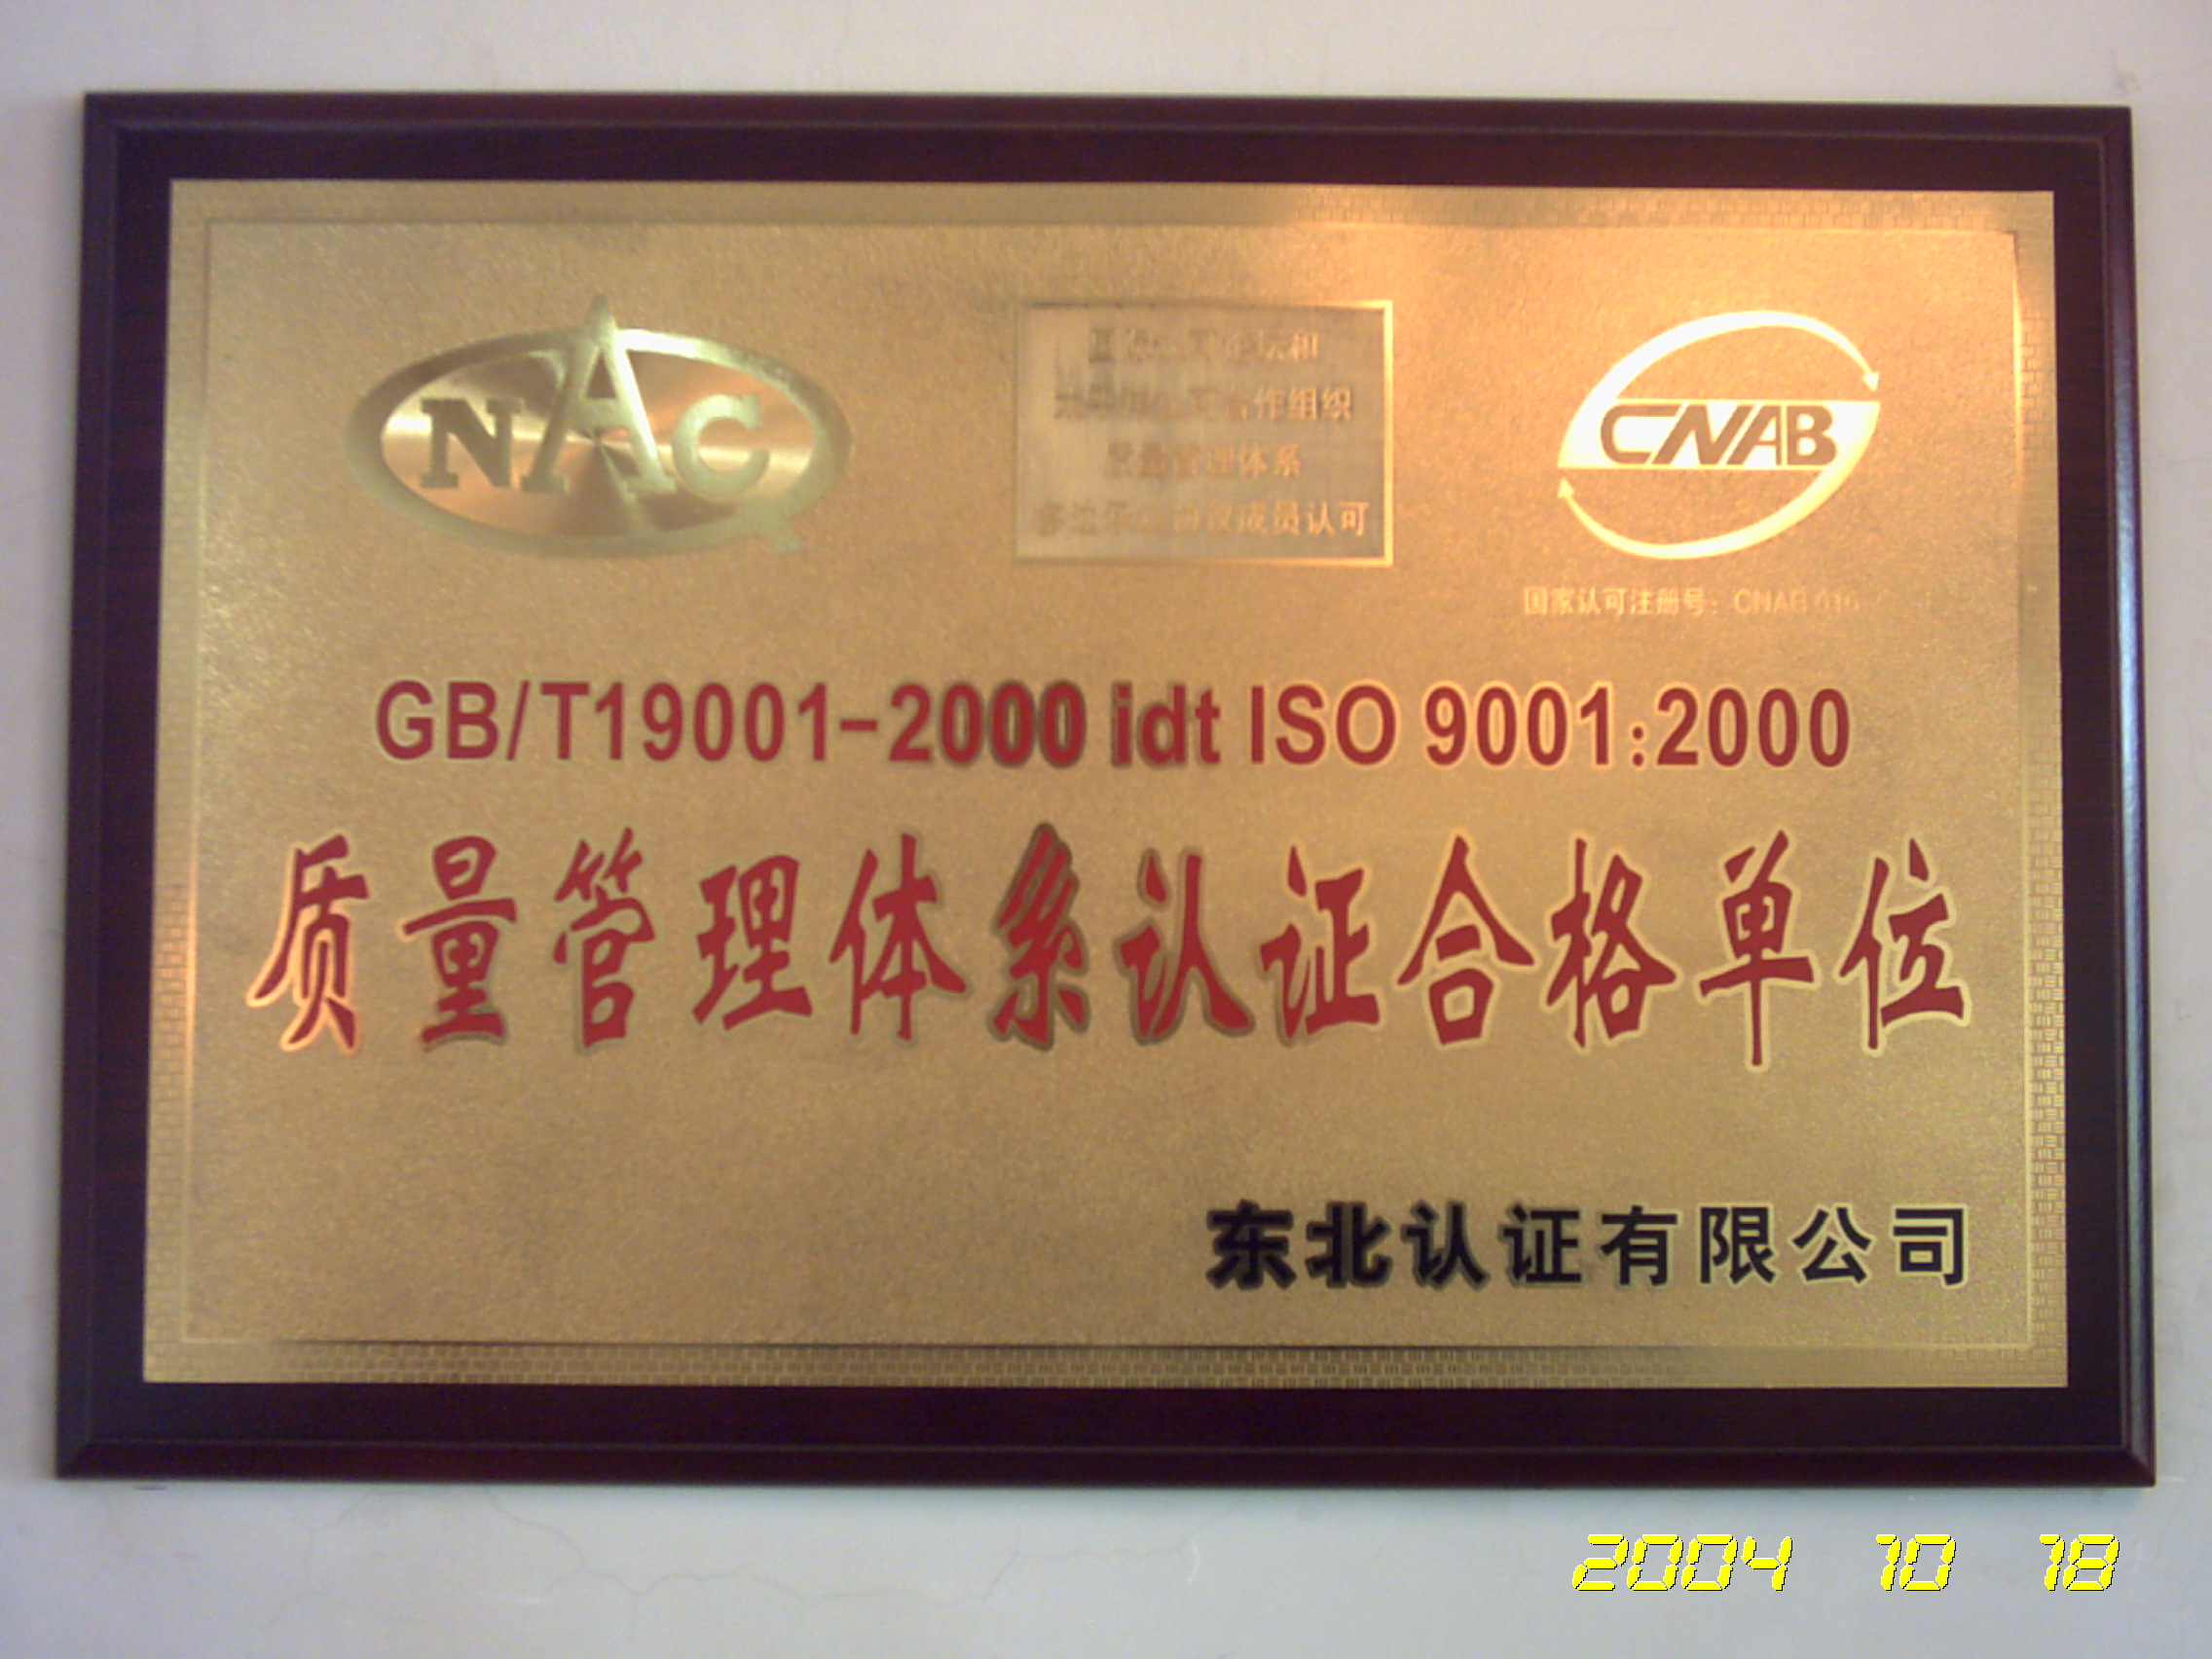 NAC
CNAB
国家认可注册号：CNAB 010
GB/T19001-2000 idt ISO 9001:2000
质量管理体系认证合格单位
东北认证有限公司
2004 10 18